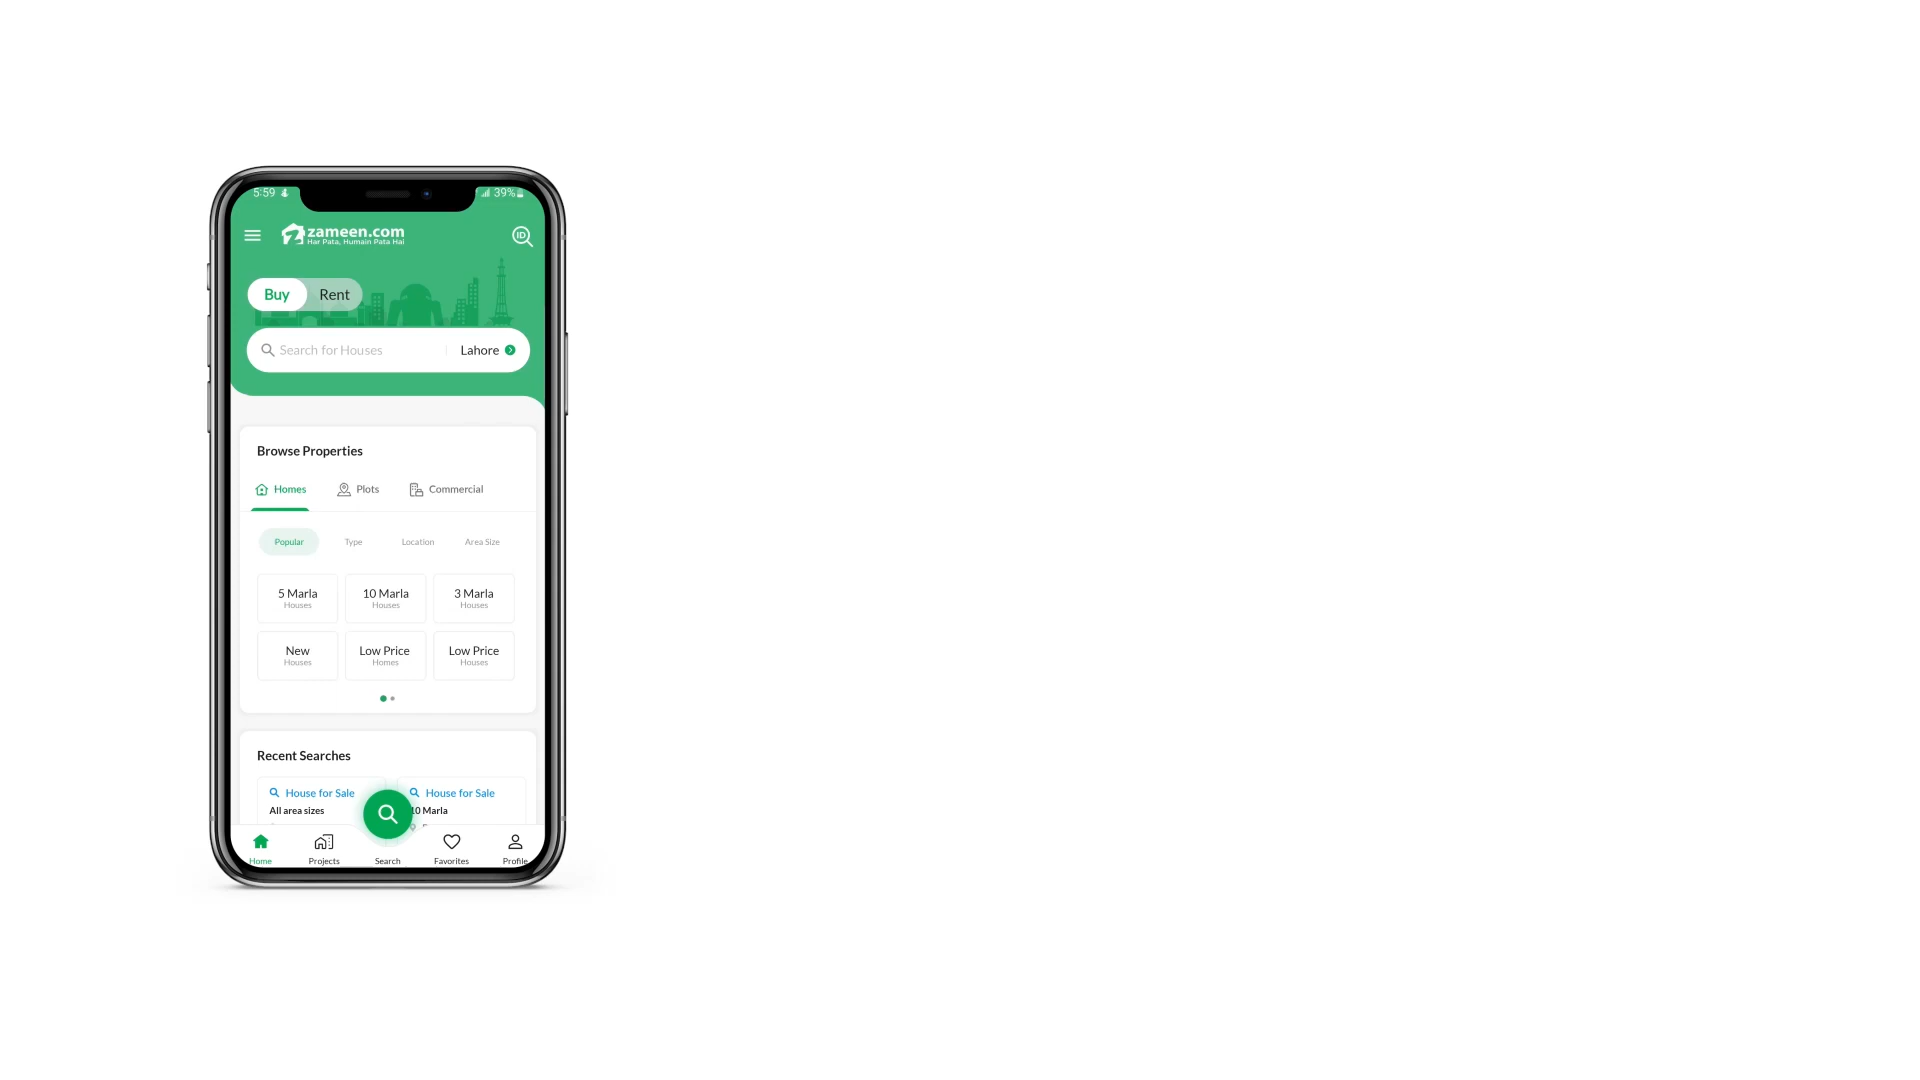 5:59
39%
zameen.com
Har Pata, Humain Pata Hai
ID
Buy Rent
Search for Houses Lahore
Browse Properties
Homes Plots Commercial
Popular Type Location Area Size
5 Marla 10 Marla 3 Marla
Houses Houses Houses
New Low Price Low Price
Houses Homes Houses
Recent Searches
House for Sale House for Sale
All area sizes 10 Marla
Home Projects Search Favorites Profile